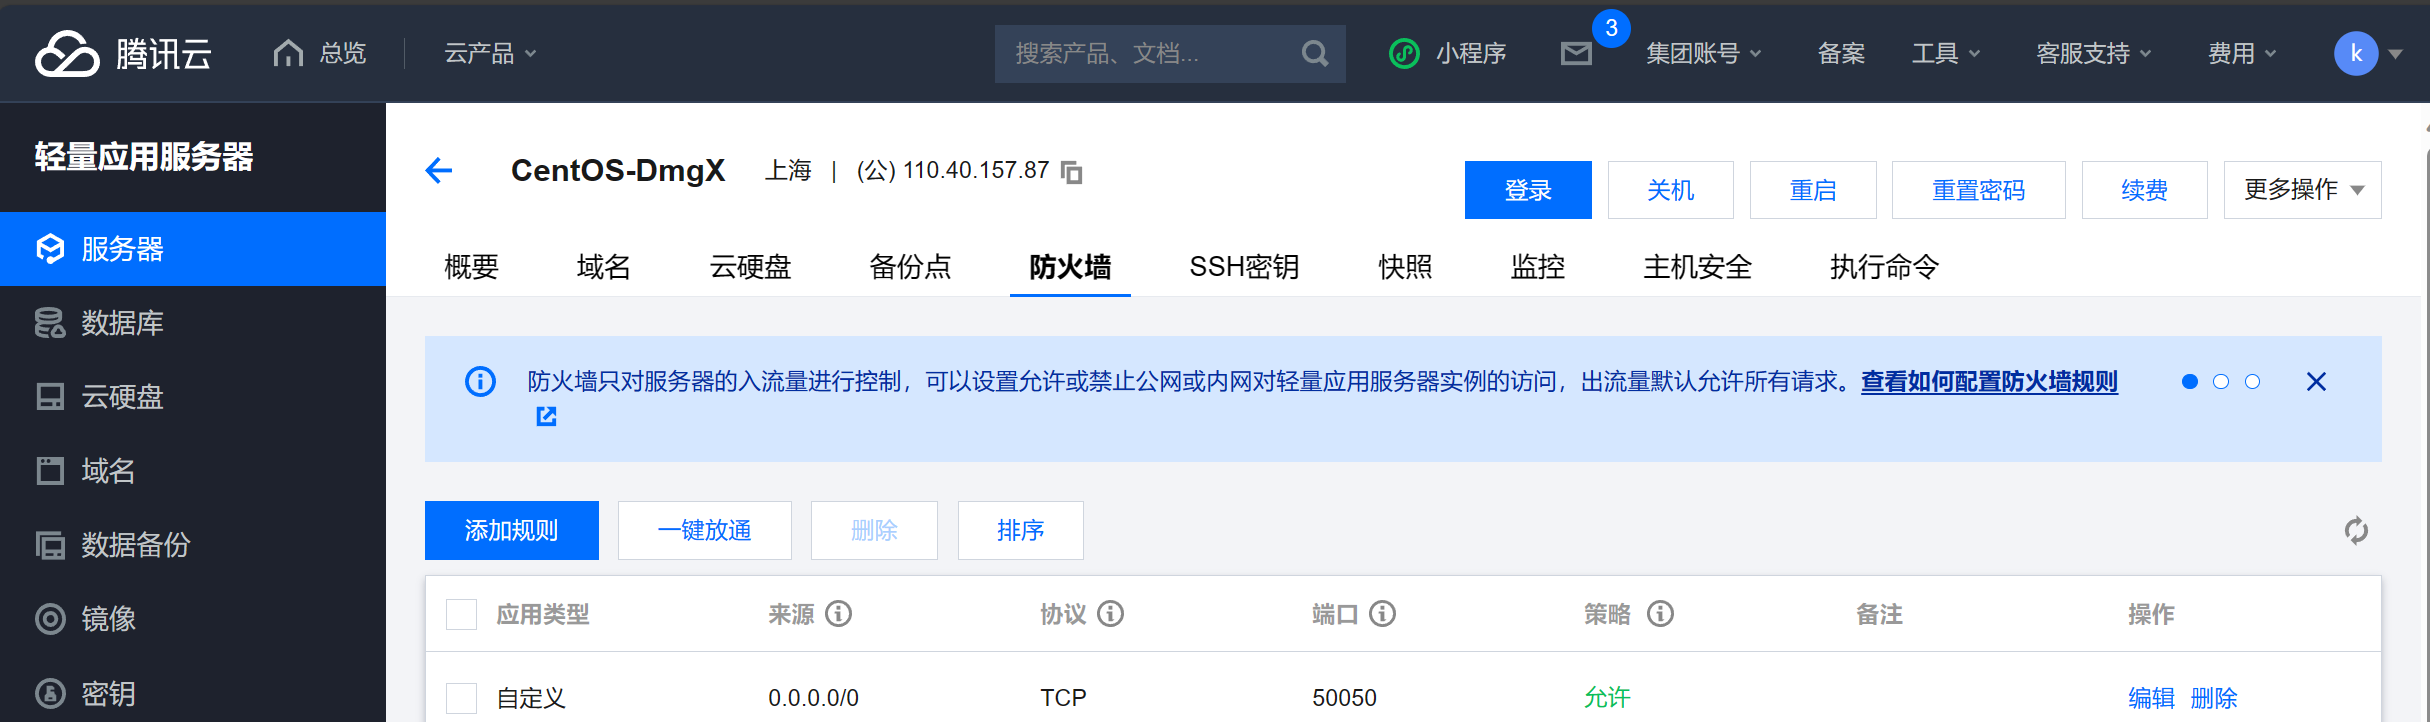 腾讯云 总览 云产品 搜索产品、文档... 小程序 3 集团账号 备案 工具 客服支持 费用 k
轻量应用服务器
服务器
数据库
云硬盘
域名
数据备份
镜像
密钥
CentOS-DmgX 上海 | (公) 110.40.157.87
登录 关机 重启 重置密码 续费 更多操作
概要 域名 云硬盘 备份点 防火墙 SSH密钥 快照 监控 主机安全 执行命令
防火墙只对服务器的入流量进行控制，可以设置允许或禁止公网或内网对轻量应用服务器实例的访问，出流量默认允许所有请求。查看如何配置防火墙规则
添加规则 一键放通 删除 排序
应用类型 来源 协议 端口 策略 备注 操作
自定义 0.0.0.0/0 TCP 50050 允许 编辑 删除